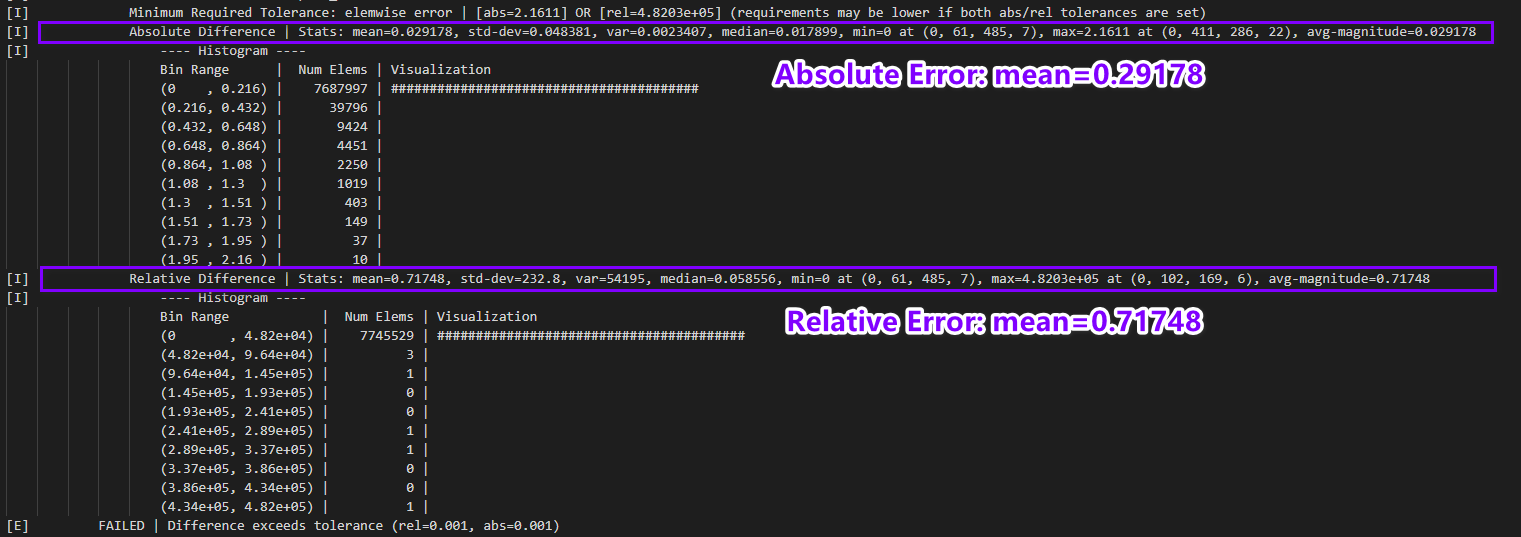 [I] Minimum Required Tolerance: elemwise error | [abs=2.1611] OR [rel=4.8203e+05] (requirements may be lower if both abs/rel tolerances are set)
[I] Absolute Difference | Stats: mean=0.029178, std-dev=0.048381, var=0.0023407, median=0.017899, min=0 at (0, 61, 485, 7), max=2.1611 at (0, 411, 286, 22), avg-magnitude=0.029178
[I] ---- Histogram ----
Bin Range | Num Elems | Visualization
Absolute Error: mean=0.29178
(0 , 0.216) | 7687997 | ########################################
(0.216, 0.432) | 39796 |
(0.432, 0.648) | 9424 |
(0.648, 0.864) | 4451 |
(0.864, 1.08 ) | 2250 |
(1.08 , 1.3 ) | 1019 |
(1.3 , 1.51 ) | 403 |
(1.51 , 1.73 ) | 149 |
(1.73 , 1.95 ) | 37 |
(1.95 , 2.16 ) | 10 |
[I] Relative Difference | Stats: mean=0.71748, std-dev=232.8, var=54195, median=0.058556, min=0 at (0, 61, 485, 7), max=4.8203e+05 at (0, 102, 169, 6), avg-magnitude=0.71748
[I] ---- Histogram ----
Bin Range | Num Elems | Visualization
Relative Error: mean=0.71748
(0 , 4.82e+04) | 7745529 | ########################################
(4.82e+04, 9.64e+04) | 3 |
(9.64e+04, 1.45e+05) | 1 |
(1.45e+05, 1.93e+05) | 0 |
(1.93e+05, 2.41e+05) | 0 |
(2.41e+05, 2.89e+05) | 1 |
(2.89e+05, 3.37e+05) | 1 |
(3.37e+05, 3.86e+05) | 0 |
(3.86e+05, 4.34e+05) | 0 |
(4.34e+05, 4.82e+05) | 1 |
[E] FAILED | Difference exceeds tolerance (rel=0.001, abs=0.001)